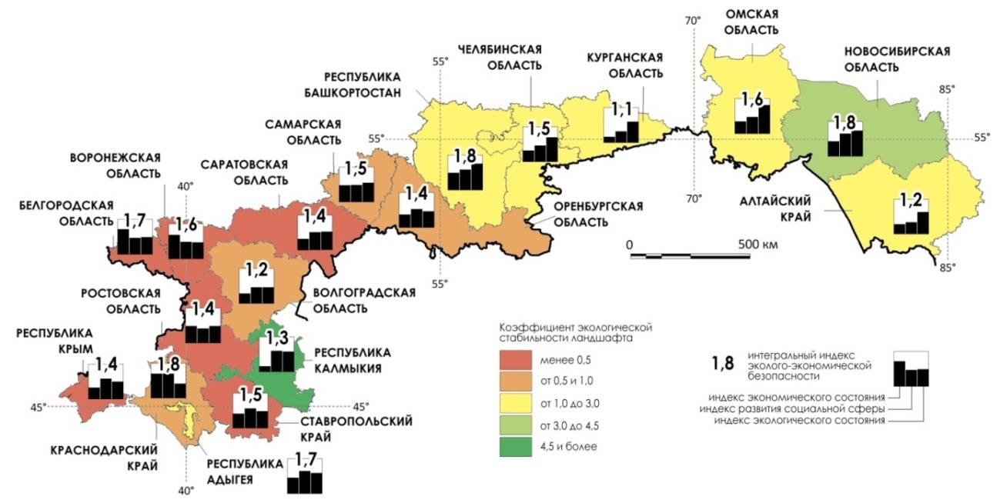 ОМСКАЯ
ОБЛАСТЬ
70°
ЧЕЛЯБИНСКАЯ
ОБЛАСТЬ
КУРГАНСКАЯ
ОБЛАСТЬ
НОВОСИБИРСКАЯ
ОБЛАСТЬ
55°
РЕСПУБЛИКА
БАШКОРТОСТАН
85°
1,6
1,1
1,5
1,8
САМАРСКАЯ
ОБЛАСТЬ
55°
55°
ВОРОНЕЖСКАЯ
ОБЛАСТЬ
САРАТОВСКАЯ
ОБЛАСТЬ
1,5
1,8
40°
БЕЛГОРОДСКАЯ
ОБЛАСТЬ
1,4
ОРЕНБУРГСКАЯ
ОБЛАСТЬ
70°
АЛТАЙСКИЙ
КРАЙ
1,2
1,7
1,6
1,4
0
500 км
85°
55°
1,2
РОСТОВСКАЯ
ОБЛАСТЬ
ВОЛГОГРАДСКАЯ
ОБЛАСТЬ
1,4
РЕСПУБЛИКА
КРЫМ
1,3
РЕСПУБЛИКА
КАЛМЫКИЯ
1,4
1,8
45°
1,5
45°
СТАВРОПОЛЬСКИЙ
КРАЙ
КРАСНОДАРСКИЙ
КРАЙ
РЕСПУБЛИКА
АДЫГЕЯ
1,7
40°
Коэффициент экологической
стабильности ландшафта
менее 0,5
от 0,5 и 1,0
от 1,0 до 3,0
от 3,0 до 4,5
4,5 и более
1,8
интегральный индекс
эколого-экономической
безопасности
индекс экономического состояния
индекс развития социальной сферы
индекс экологического состояния